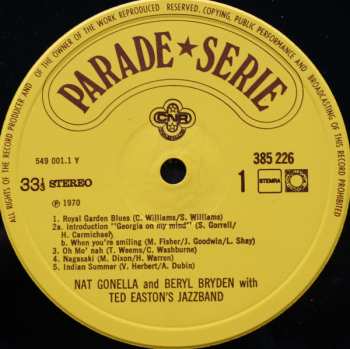 ALL RIGHTS OF THE RECORD PRODUCER AND OF THE OWNER OF THE WORK REPRODUCED RESERVED. COPYING, PUBLIC PERFORMANCE AND BROADCASTING OF THIS RECORD PROHIBITED
PARADE★SERIE
CNR
549 001.1 Y
385 226
33⅓ STEREO
1 STEMRA
℗ 1970
1. Royal Garden Blues (C. Williams/S. Williams)
2a. Introduction "Georgia on my mind" (S. Gorrell/
H. Carmichael)
b. When you're smiling (M. Fisher/J. Goodwin/L. Shay)
3. Oh Mo' nah (T. Weems/C. Washburne)
4. Nagasaki (M. Dixon/H. Warren)
5. Indian Summer (V. Herbert/A. Dubin)
NAT GONELLA and BERYL BRYDEN with
TED EASTON'S JAZZBAND